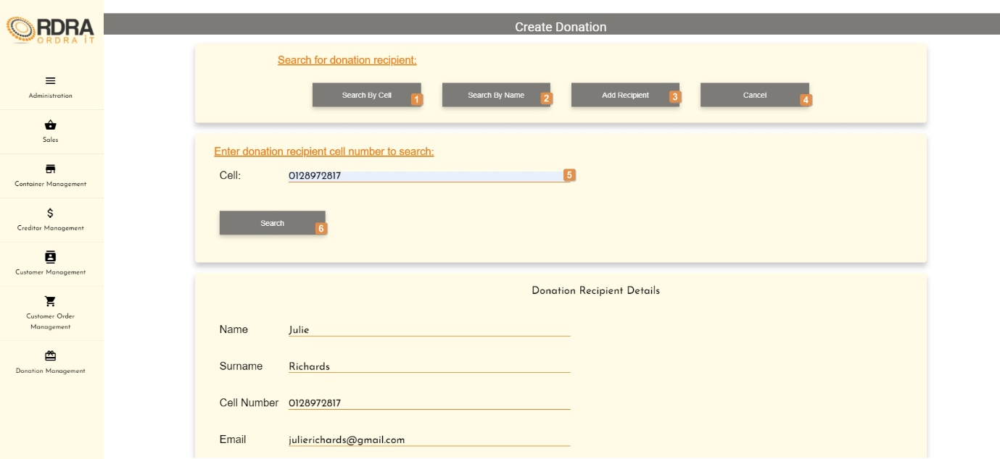 ORDRA
ORDRA IT
Create Donation
Administration
Sales
Container Management
Creditor Management
Customer Management
Customer Order
Management
Donation Management
Search for donation recipient:
Search By Cell 1 Search By Name 2 Add Recipient 3 Cancel 4
Enter donation recipient cell number to search:
Cell: 0128972817 5
Search 6
Donation Recipient Details
Name Julie
Surname Richards
Cell Number 0128972817
Email julierichards@gmail.com